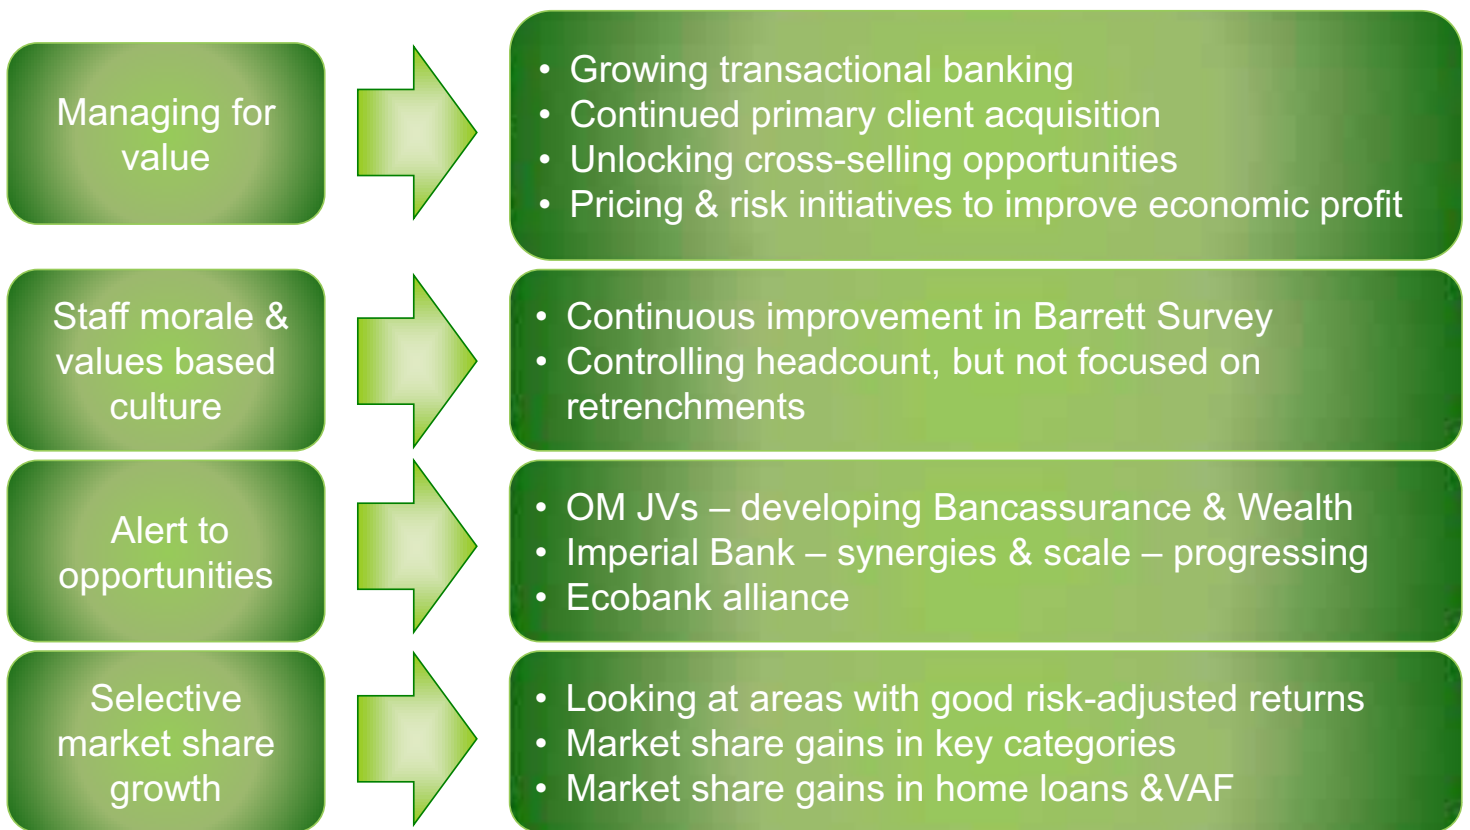 Managing for
value
• Growing transactional banking
• Continued primary client acquisition
• Unlocking cross-selling opportunities
• Pricing & risk initiatives to improve economic profit
Staff morale &
values based
culture
• Continuous improvement in Barrett Survey
• Controlling headcount, but not focused on
retrenchments
Alert to
opportunities
• OM JVs – developing Bancassurance & Wealth
• Imperial Bank – synergies & scale – progressing
• Ecobank alliance
Selective
market share
growth
• Looking at areas with good risk-adjusted returns
• Market share gains in key categories
• Market share gains in home loans &VAF